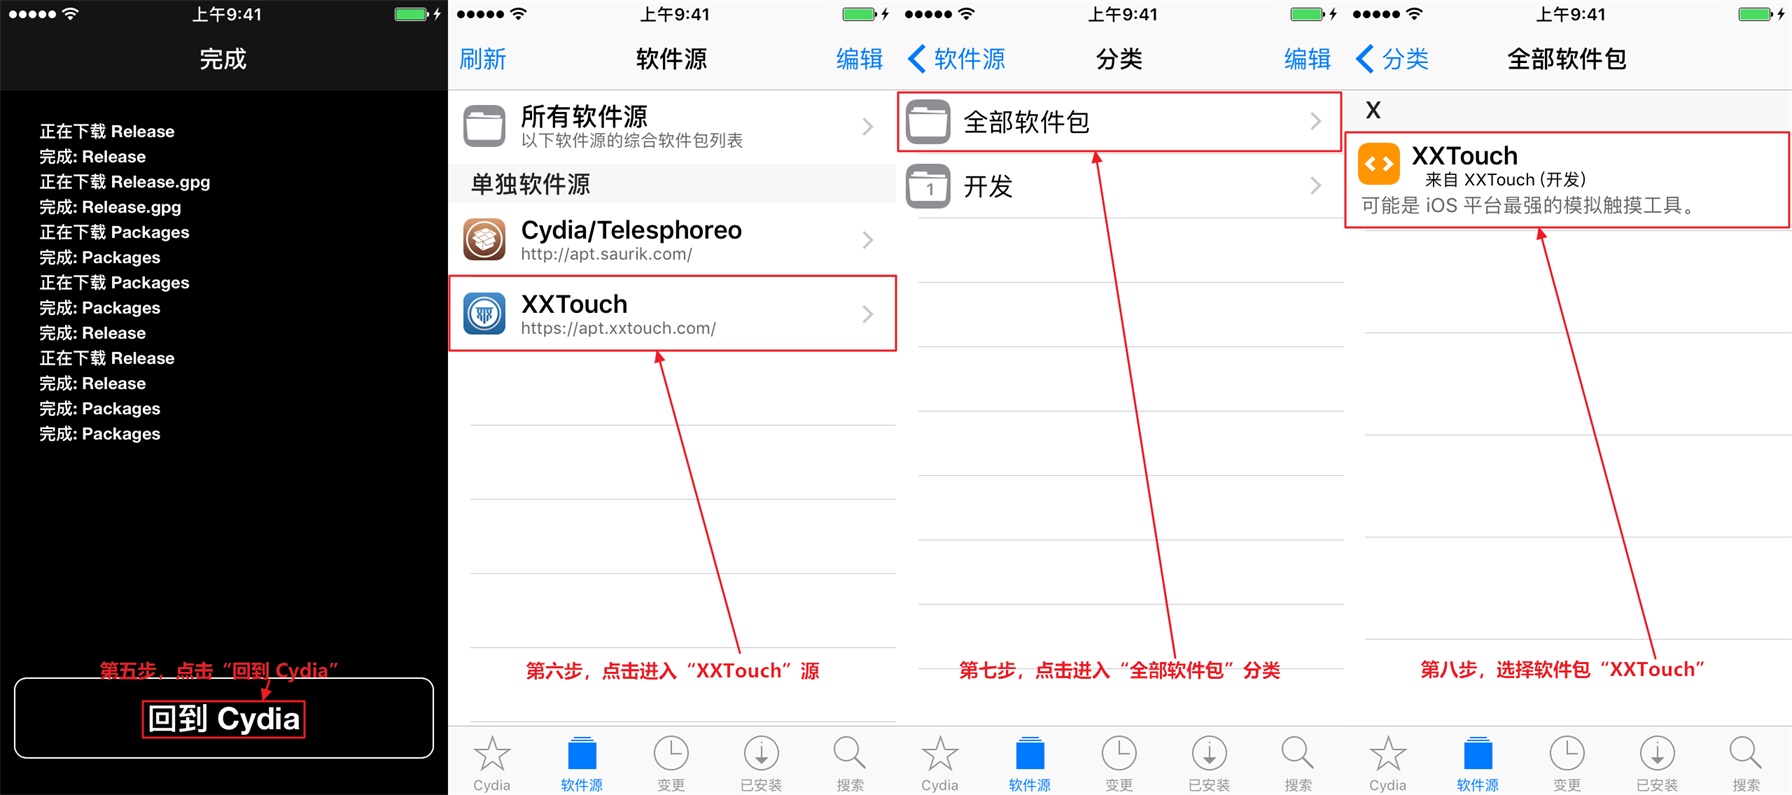 上午9:41
完成
正在下载 Release
完成: Release
正在下载 Release.gpg
完成: Release.gpg
正在下载 Packages
完成: Packages
正在下载 Packages
完成: Packages
完成: Release
正在下载 Release
完成: Release
完成: Packages
完成: Packages
第五步，点击“回到 Cydia”
回到 Cydia
上午9:41
刷新
软件源
编辑
所有软件源
以下软件源的综合软件包列表
单独软件源
Cydia/Telesphoreo
http://apt.saurik.com/
XXTouch
https://apt.xxtouch.com/
第六步，点击进入“XXTouch”源
Cydia
软件源
变更
已安装
搜索
上午9:41
软件源
分类
编辑
全部软件包
1
开发
第七步，点击进入“全部软件包”分类
Cydia
软件源
变更
已安装
搜索
上午9:41
分类
全部软件包
X
XXTouch
来自 XXTouch (开发)
可能是 iOS 平台最强的模拟触摸工具。
第八步，选择软件包“XXTouch”
Cydia
软件源
变更
已安装
搜索